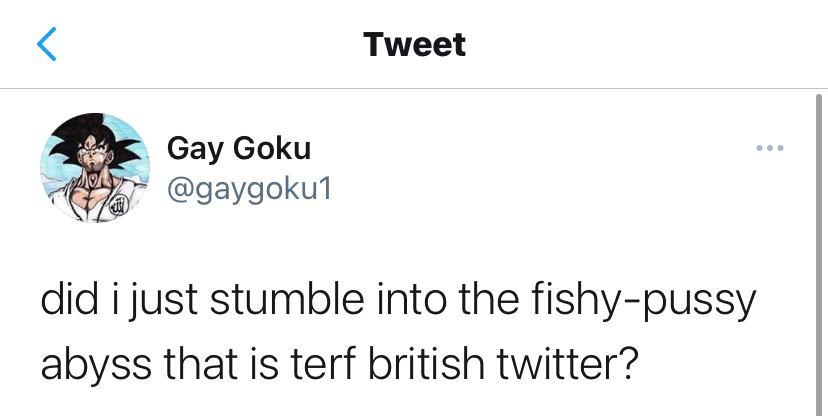 Tweet
Gay Goku
@gaygoku1
did i just stumble into the fishy-pussy
abyss that is terf british twitter?